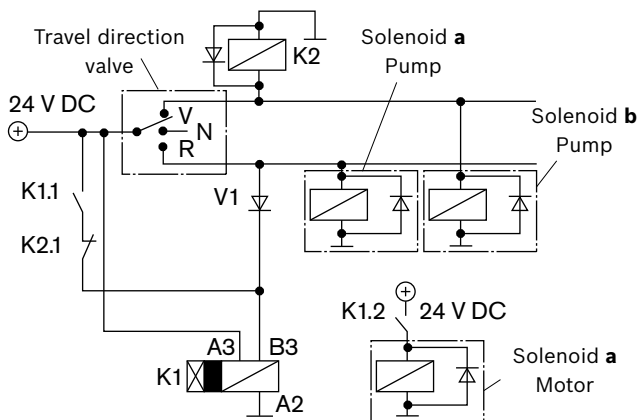 Travel direction
valve
K2
Solenoid a
Pump
24 V DC
V
N
R
Solenoid b
Pump
K1.1
V1
K2.1
K1.2
24 V DC
A3
B3
K1
A2
Solenoid a
Motor